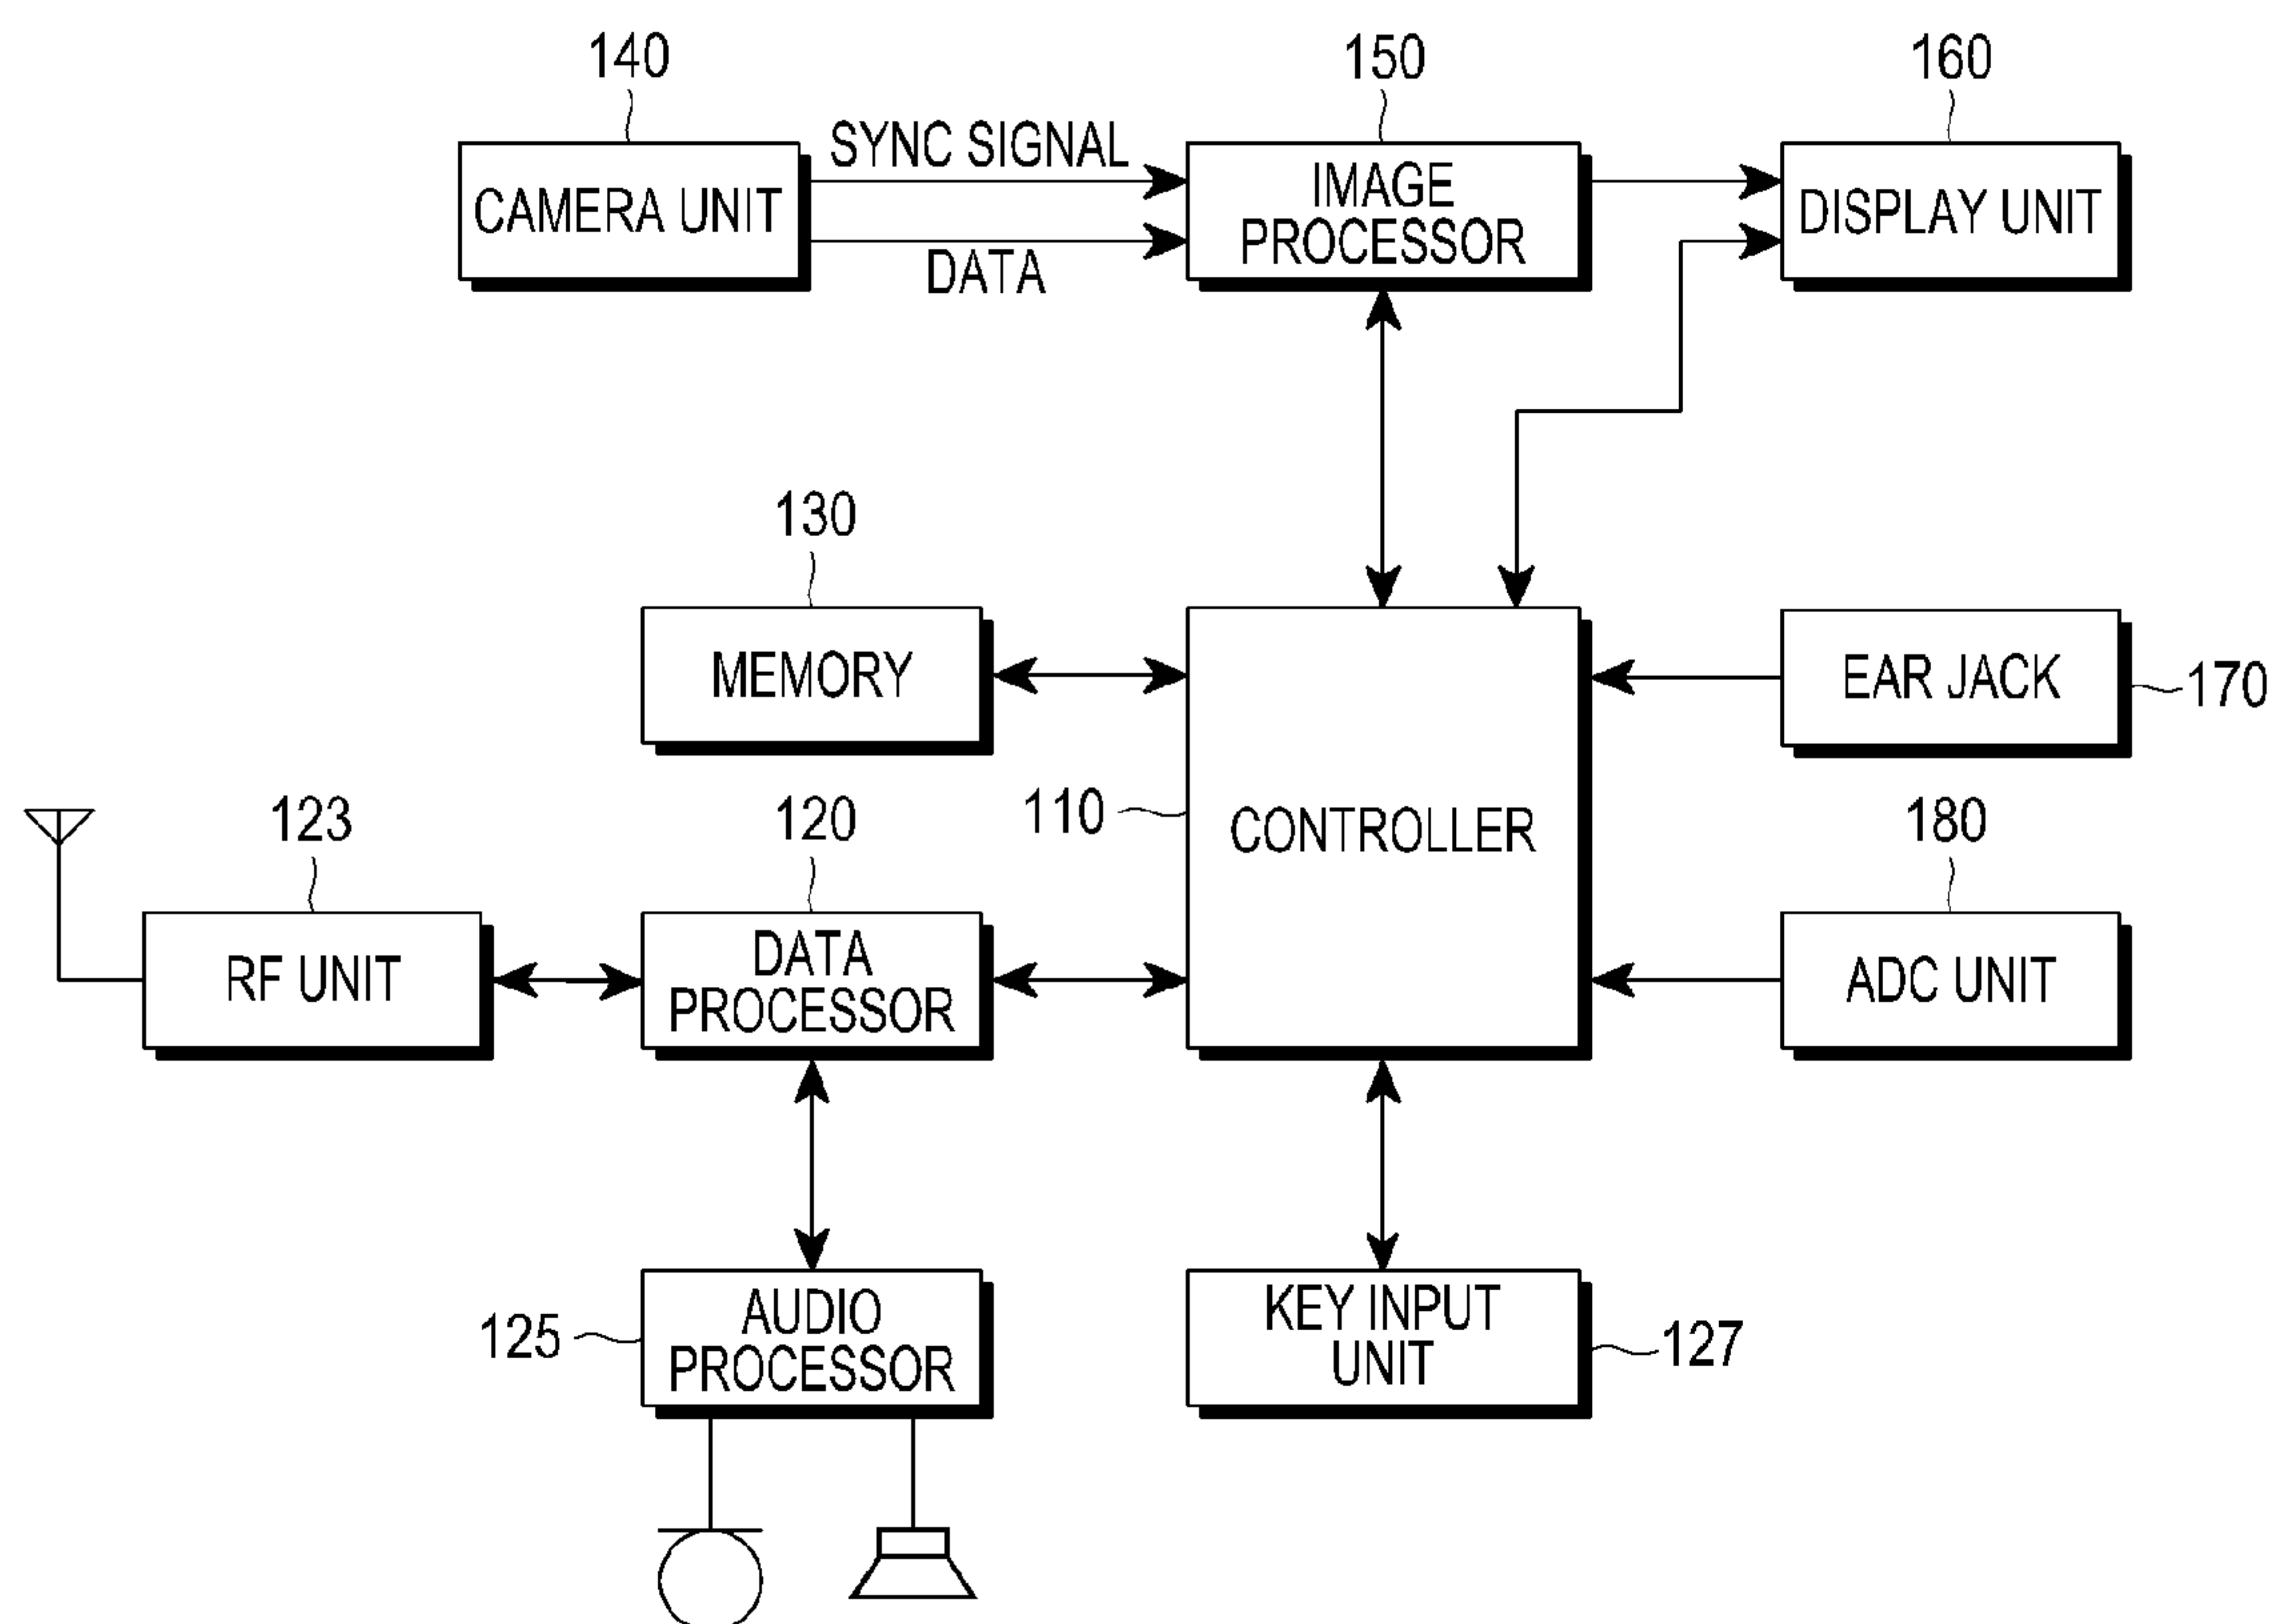 140
150
160
CAMERA UNIT
SYNC SIGNAL
DATA
IMAGE
PROCESSOR
DISPLAY UNIT
130
MEMORY
EAR JACK
170
123
120
110
CONTROLLER
180
RF UNIT
DATA
PROCESSOR
ADC UNIT
125
AUDIO
PROCESSOR
KEY INPUT
UNIT
127